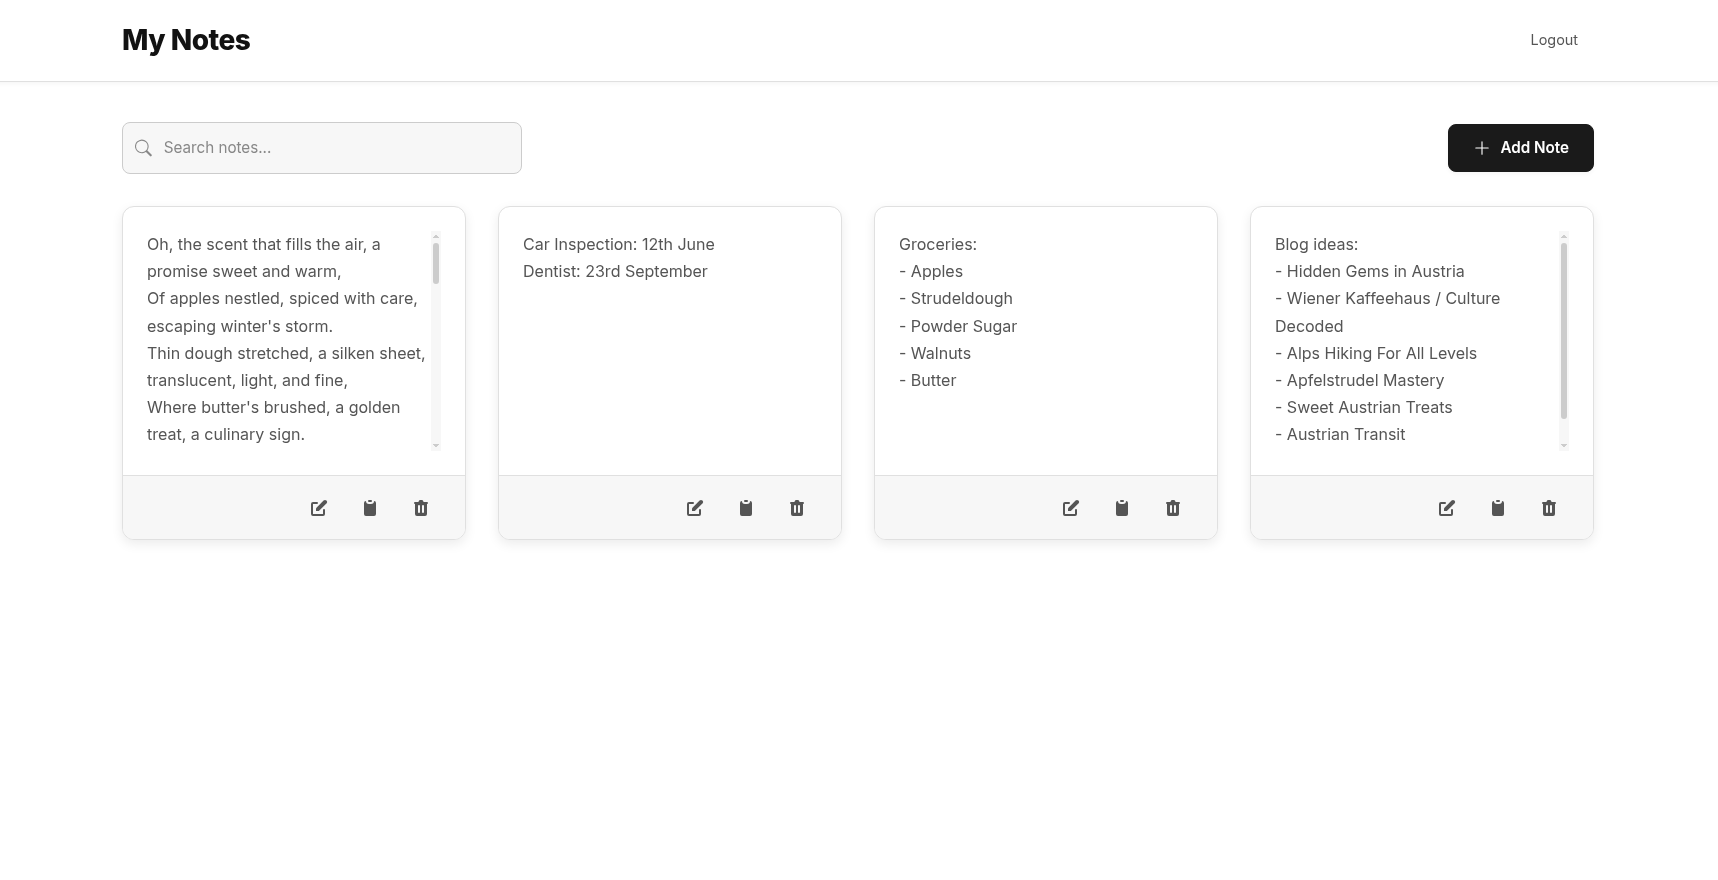 My Notes
Logout
Search notes...
Add Note
Oh, the scent that fills the air, a
promise sweet and warm,
Of apples nestled, spiced with care,
escaping winter's storm.
Thin dough stretched, a silken sheet,
translucent, light, and fine,
Where butter's brushed, a golden
treat, a culinary sign.
Car Inspection: 12th June
Dentist: 23rd September
Groceries:
- Apples
- Strudeldough
- Powder Sugar
- Walnuts
- Butter
Blog ideas:
- Hidden Gems in Austria
- Wiener Kaffeehaus / Culture
Decoded
- Alps Hiking For All Levels
- Apfelstrudel Mastery
- Sweet Austrian Treats
- Austrian Transit